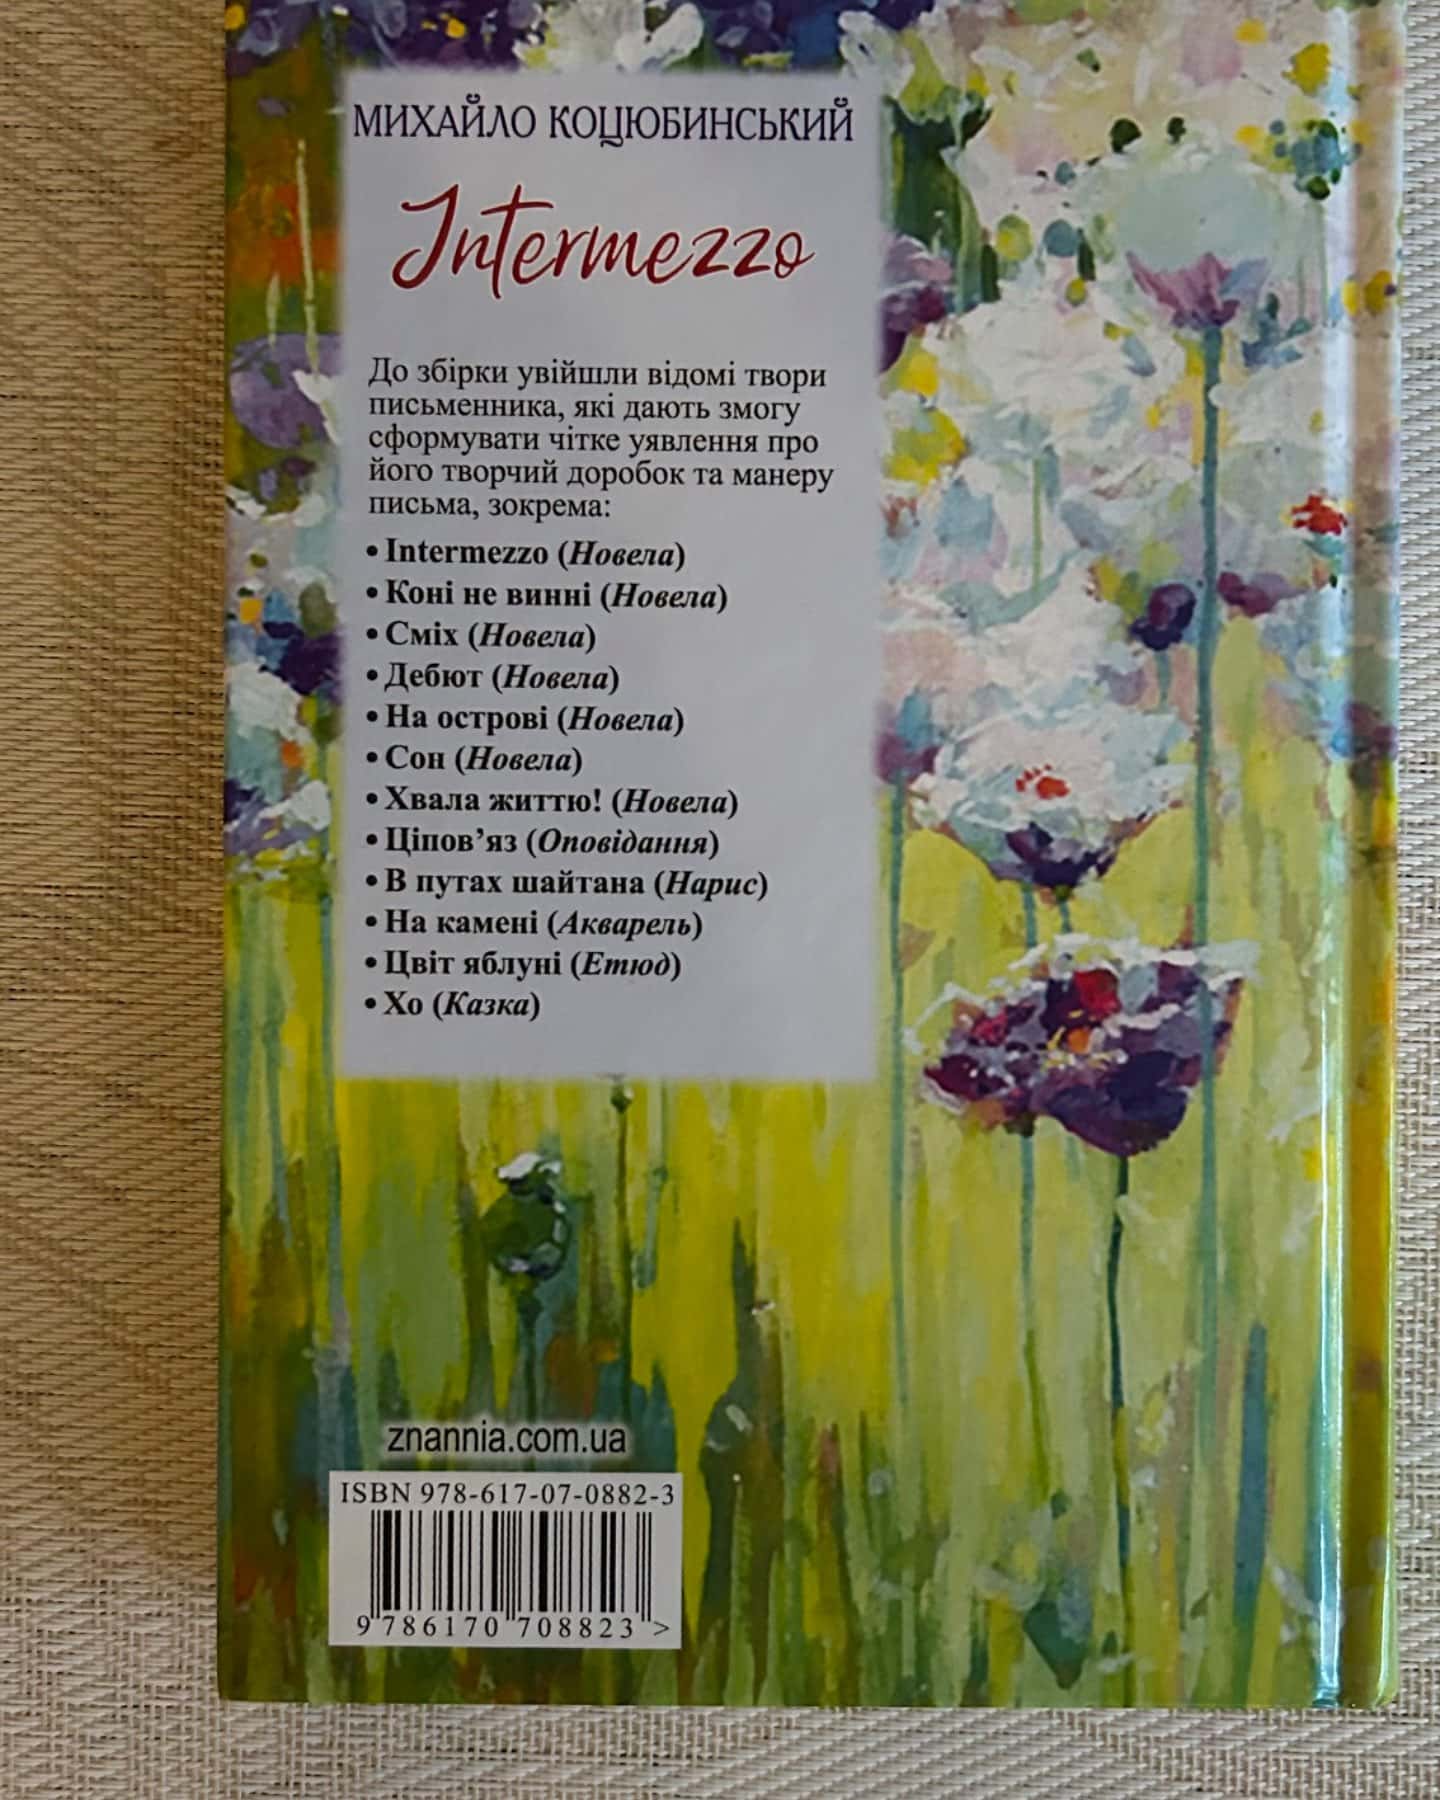 МИХАЙЛО КОЦЮБИНСЬКИЙ
Intermezzo
До збірки увійшли відомі твори
письменника, які дають змогу
сформувати чітке уявлення про
його творчий доробок та манеру
письма, зокрема:
• Intermezzo (Новела)
• Коні не винні (Новела)
• Сміх (Новела)
• Дебют (Новела)
• На острові (Новела)
• Сон (Новела)
• Хвала життю! (Новела)
• Ціпов’яз (Оповідання)
• В путах шайтана (Нарис)
• На камені (Акварель)
• Цвіт яблуні (Етюд)
• Хо (Казка)
znannia.com.ua
ISBN 978-617-07-0882-3
9 786170 708823 >